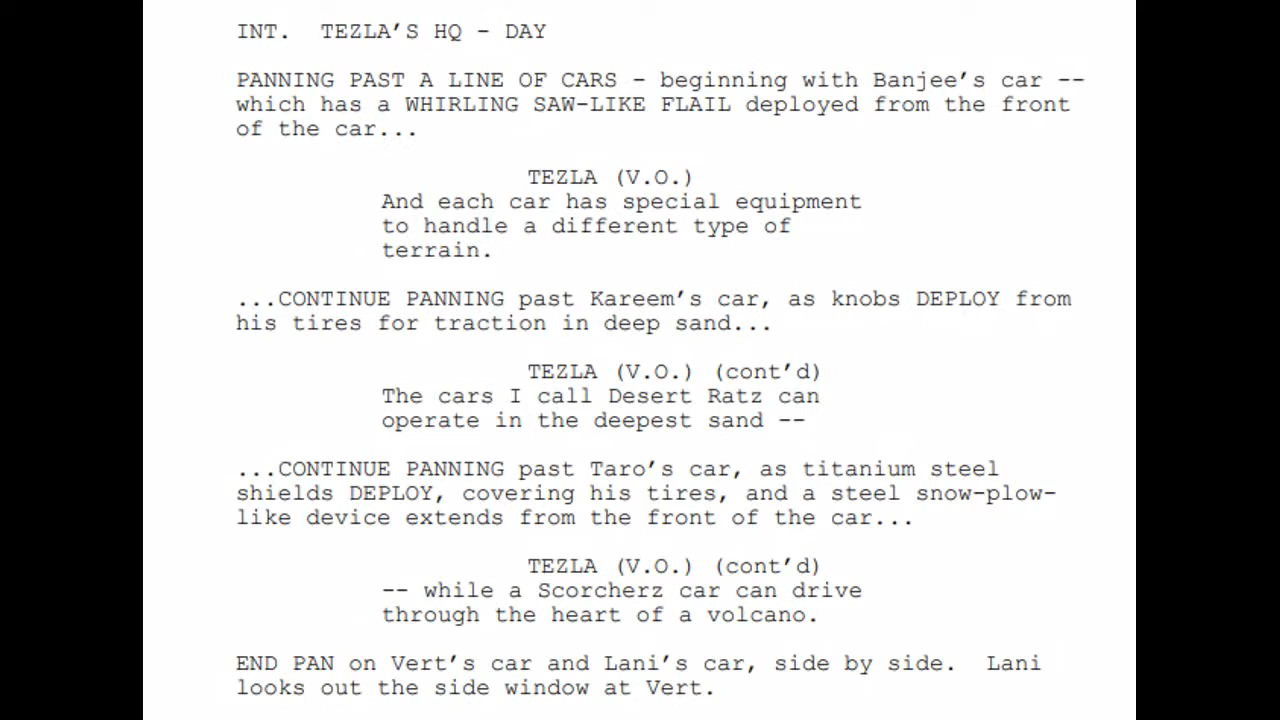 INT.  TEZLA'S HQ - DAY
PANNING PAST A LINE OF CARS - beginning with Banjee's car --
which has a WHIRLING SAW-LIKE FLAIL deployed from the front
of the car...
TEZLA (V.O.)
And each car has special equipment
to handle a different type of
terrain.
...CONTINUE PANNING past Kareem's car, as knobs DEPLOY from
his tires for traction in deep sand...
TEZLA (V.O.) (cont'd)
The cars I call Desert Ratz can
operate in the deepest sand --
...CONTINUE PANNING past Taro's car, as titanium steel
shields DEPLOY, covering his tires, and a steel snow-plow-
like device extends from the front of the car...
TEZLA (V.O.) (cont'd)
-- while a Scorcherz car can drive
through the heart of a volcano.
END PAN on Vert's car and Lani's car, side by side.  Lani
looks out the side window at Vert.